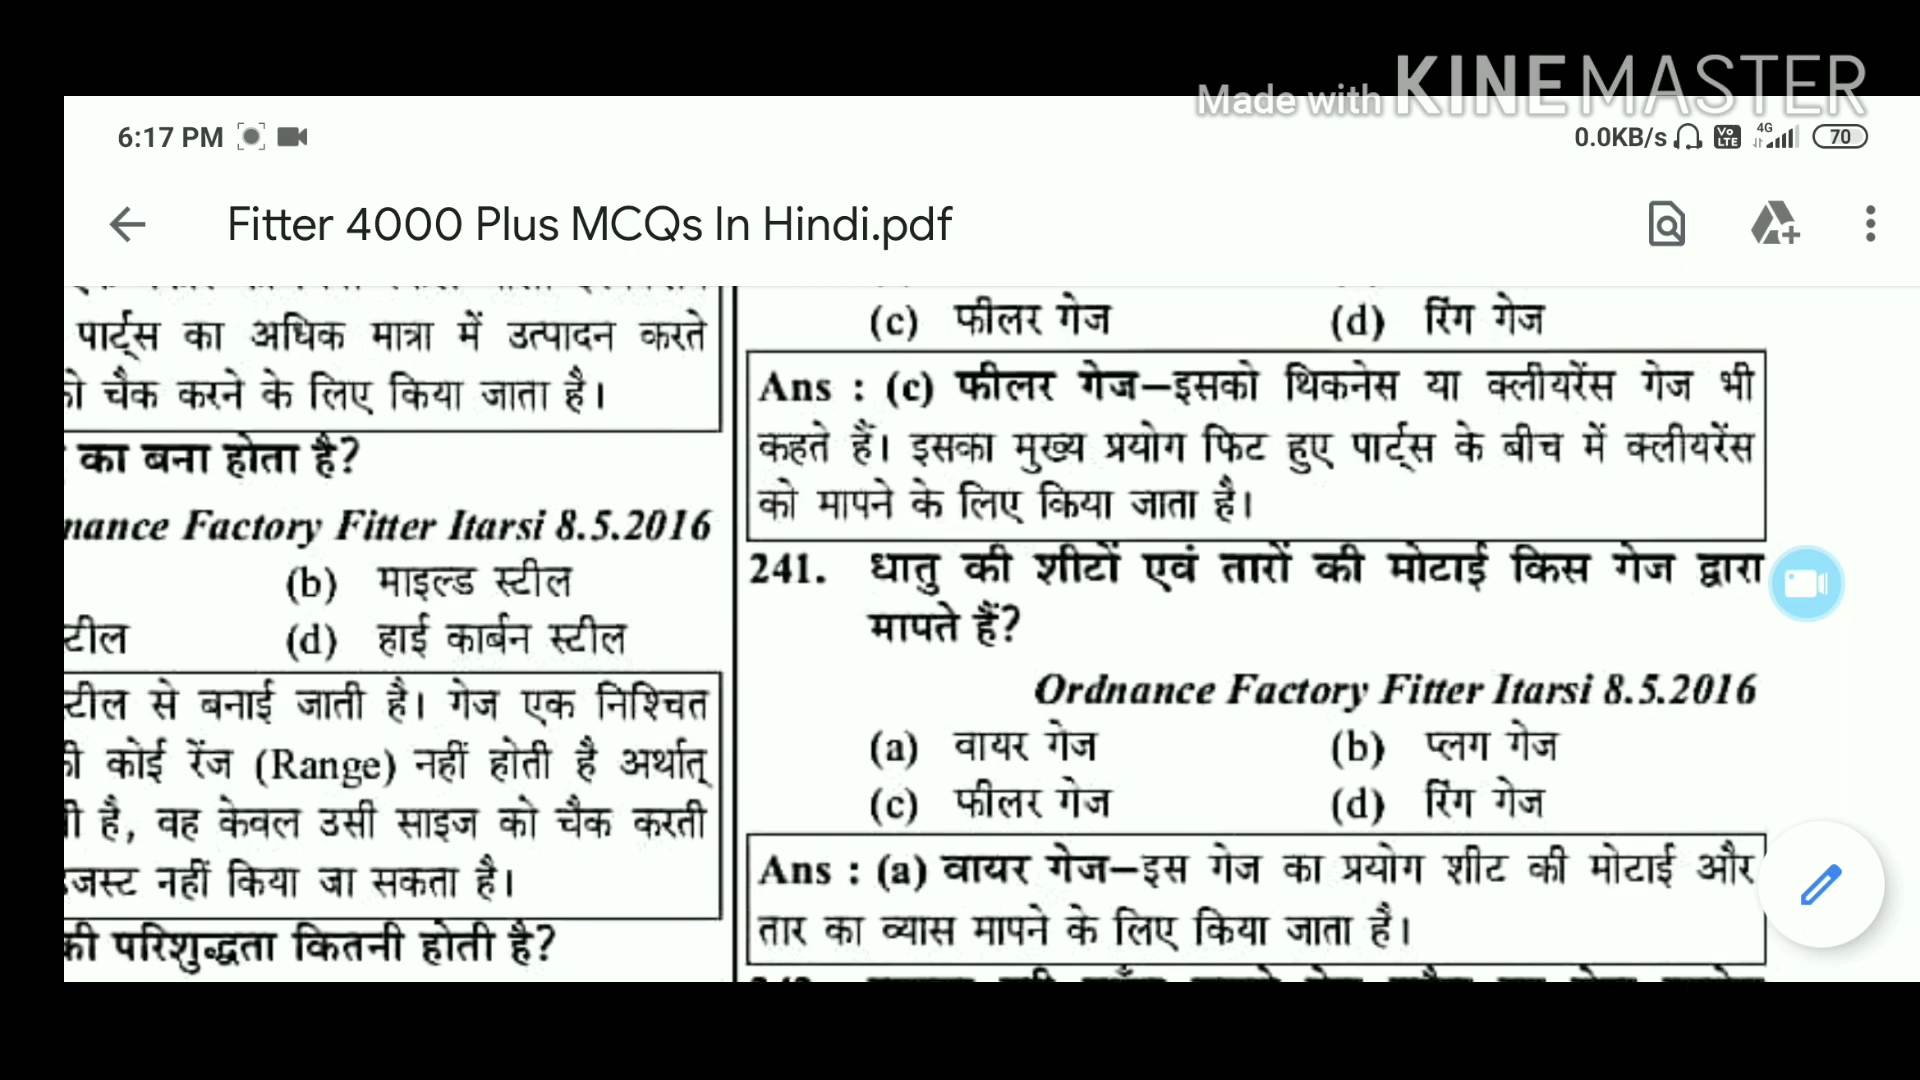 Made with KINEMASTER
6:17 PM
0.0KB/s Vo LTE 4G 70
Fitter 4000 Plus MCQs In Hindi.pdf
पार्ट्स का अधिक मात्रा में उत्पादन करते
चैक करने के लिए किया जाता है।
का बना होता है?
nance Factory Fitter Itarsi 8.5.2016
(b) माइल्ड स्टील
टील (d) हाई कार्बन स्टील
टील से बनाई जाती है। गेज एक निश्चित
कोई रेंज (Range) नहीं होती है अर्थात्
है, वह केवल उसी साइज को चैक करती
जस्ट नहीं किया जा सकता है।
की परिशुद्धता कितनी होती है?
(c) फीलर गेज (d) रिंग गेज
Ans : (c) फीलर गेज–इसको थिकनेस या क्लीयरेंस गेज भी
कहते हैं। इसका मुख्य प्रयोग फिट हुए पार्ट्स के बीच में क्लीयरेंस
को मापने के लिए किया जाता है।
241. धातु की शीटों एवं तारों की मोटाई किस गेज द्वारा
मापते हैं?
Ordnance Factory Fitter Itarsi 8.5.2016
(a) वायर गेज (b) प्लग गेज
(c) फीलर गेज (d) रिंग गेज
Ans : (a) वायर गेज–इस गेज का प्रयोग शीट की मोटाई और
तार का व्यास मापने के लिए किया जाता है।